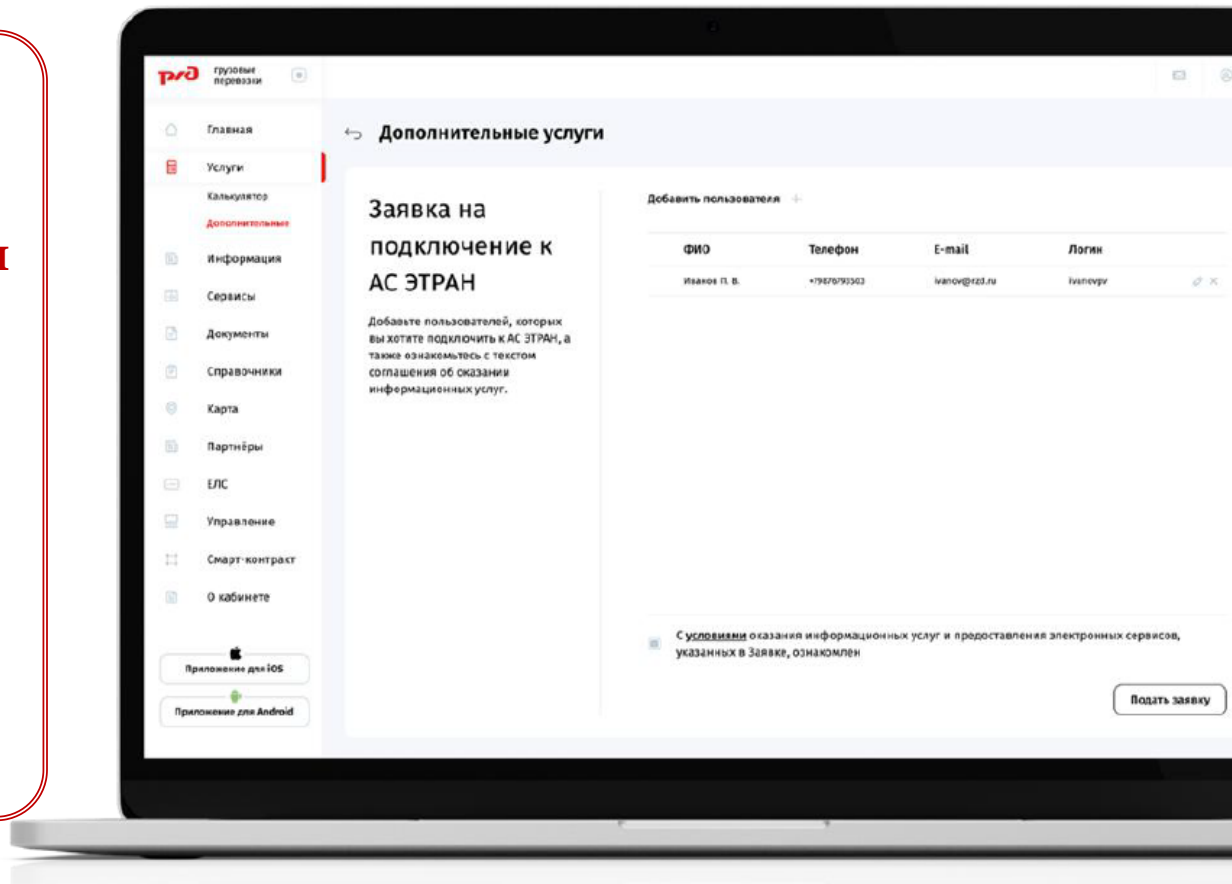 и
ржд грузовые
перевозки
Главная
Услуги
Калькулятор
Дополнительные
Информация
Сервисы
Документы
Справочники
Карта
Партнёры
ЕЛС
Управление
Смарт-контракт
О кабинете
Приложение для iOS
Приложение для Android
Дополнительные услуги
Заявка на
подключение к
АС ЭТРАН
Добавьте пользователей, которых
вы хотите подключить к АС ЭТРАН, а
также ознакомьтесь с текстом
соглашения об оказании
информационных услуг.
Добавить пользователя +
ФИО Телефон E-mail Логин
Иванов П. В. +79876793503 ivanov@rzd.ru ivanovpv
С условиями оказания информационных услуг и предоставления электронных сервисов,
указанных в Заявке, ознакомлен
Подать заявку